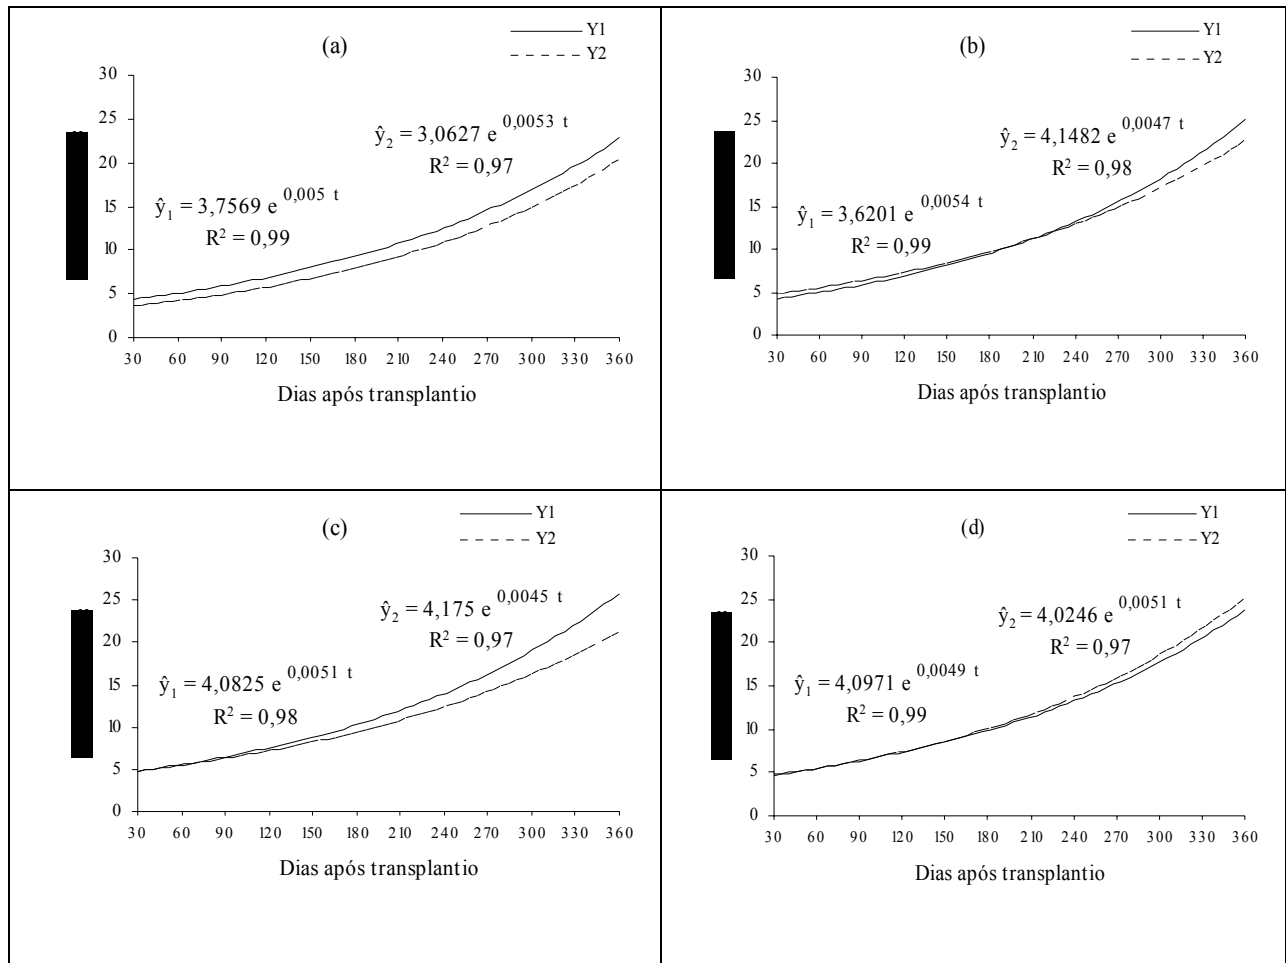 (a)
Y1
Y2
30
25
20
15
10
5
0
ŷ₂ = 3,0627 e^0,0053 t
R² = 0,97
ŷ₁ = 3,7569 e^0,005 t
R² = 0,99
30 60 90 120 150 180 210 240 270 300 330 360
Dias após transplantio
(b)
Y1
Y2
30
25
20
15
10
5
0
ŷ₂ = 4,1482 e^0,0047 t
R² = 0,98
ŷ₁ = 3,6201 e^0,0054 t
R² = 0,99
30 60 90 120 150 180 210 240 270 300 330 360
Dias após transplantio
(c)
Y1
Y2
30
25
20
15
10
5
0
ŷ₂ = 4,175 e^0,0045 t
R² = 0,97
ŷ₁ = 4,0825 e^0,0051 t
R² = 0,98
30 60 90 120 150 180 210 240 270 300 330 360
Dias após transplantio
(d)
Y1
Y2
30
25
20
15
10
5
0
ŷ₂ = 4,0246 e^0,0051 t
R² = 0,97
ŷ₁ = 4,0971 e^0,0049 t
R² = 0,99
30 60 90 120 150 180 210 240 270 300 330 360
Dias após transplantio